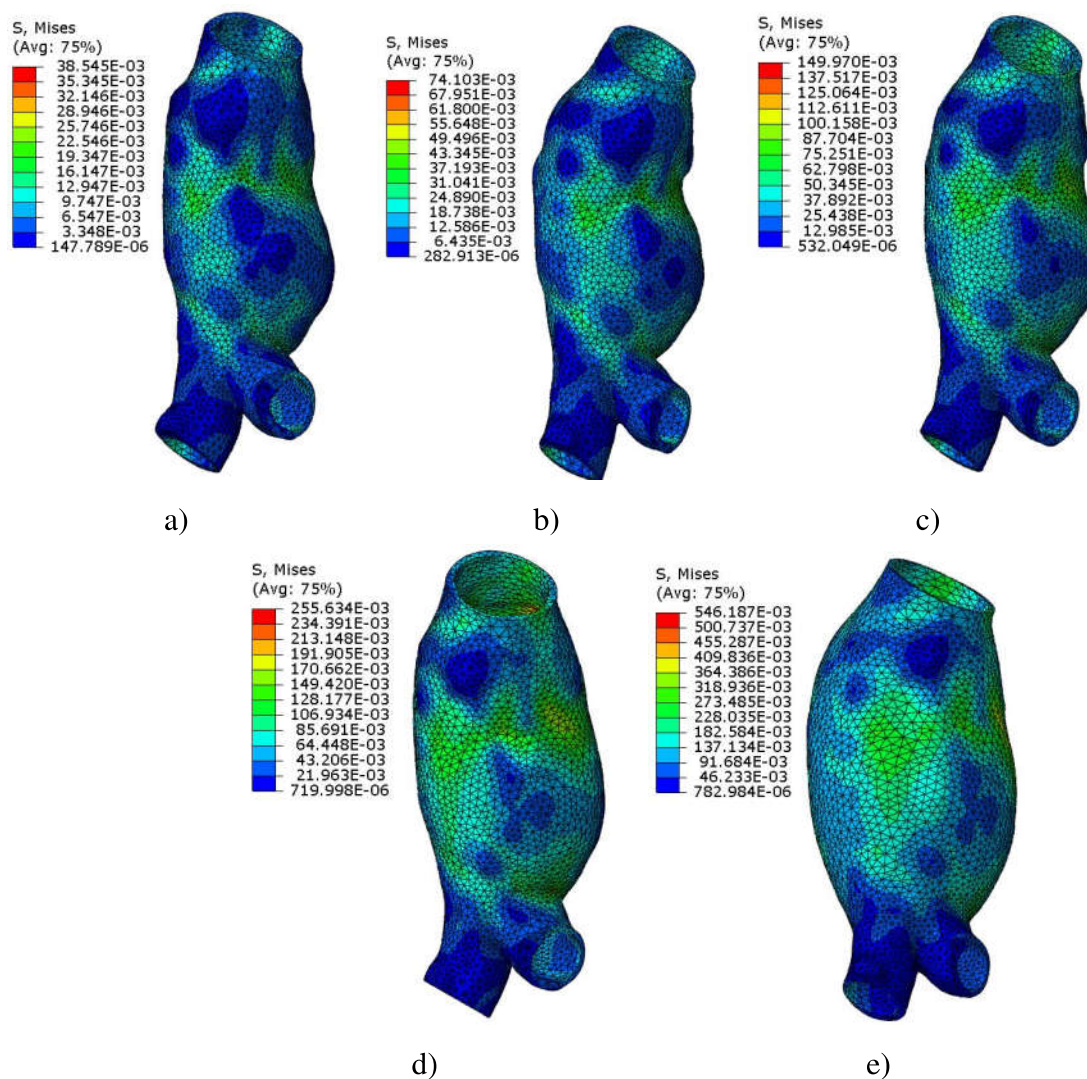 S, Mises
(Avg: 75%)
38.545E-03
35.345E-03
32.146E-03
28.946E-03
25.746E-03
22.546E-03
19.347E-03
16.147E-03
12.947E-03
9.747E-03
6.547E-03
3.348E-03
147.789E-06
a)
S, Mises
(Avg: 75%)
74.103E-03
67.951E-03
61.800E-03
55.648E-03
49.496E-03
43.345E-03
37.193E-03
31.041E-03
24.890E-03
18.738E-03
12.586E-03
6.435E-03
282.913E-06
b)
S, Mises
(Avg: 75%)
149.970E-03
137.517E-03
125.064E-03
112.611E-03
100.158E-03
87.704E-03
75.251E-03
62.798E-03
50.345E-03
37.892E-03
25.438E-03
12.985E-03
532.049E-06
c)
S, Mises
(Avg: 75%)
255.634E-03
234.391E-03
213.148E-03
191.905E-03
170.662E-03
149.420E-03
128.177E-03
106.934E-03
85.691E-03
64.448E-03
43.206E-03
21.963E-03
719.998E-06
d)
S, Mises
(Avg: 75%)
546.187E-03
500.737E-03
455.287E-03
409.836E-03
364.386E-03
318.936E-03
273.485E-03
228.035E-03
182.584E-03
137.134E-03
91.684E-03
46.233E-03
782.984E-06
e)